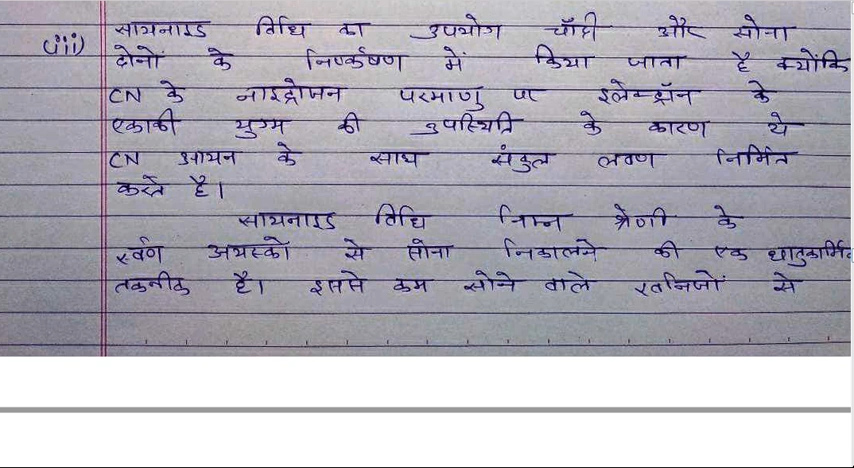 (iii) सायनाइड विधि का उपयोग चाँदी और सोना
दोनों के निष्कर्षण में किया जाता है क्योंकि
CN के नाइट्रोजन परमाणु पर इलेक्ट्रॉन के
एकाकी युग्म की उपस्थिति के कारण ये
CN आयन के साथ संकुल लवण निर्मित
करते है।
सायनाइड विधि निम्न श्रेणी के
स्वर्ण अयस्को से सोना निकालने की एक धातुकार्मि
तकनीक है। इससे कम सोने वाले खनिजों से